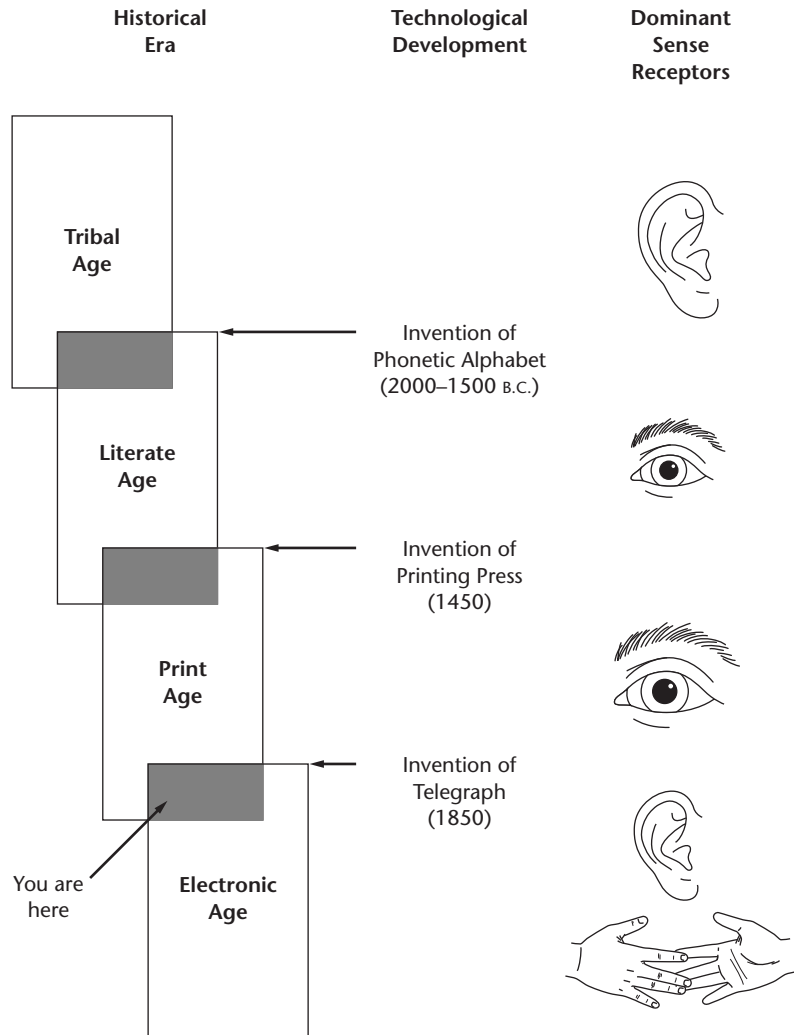 Historical
Era
Technological
Development
Dominant
Sense
Receptors
Tribal
Age
Invention of
Phonetic Alphabet
(2000–1500 B.C.)
Literate
Age
Invention of
Printing Press
(1450)
Print
Age
Invention of
Telegraph
(1850)
You are
here
Electronic
Age